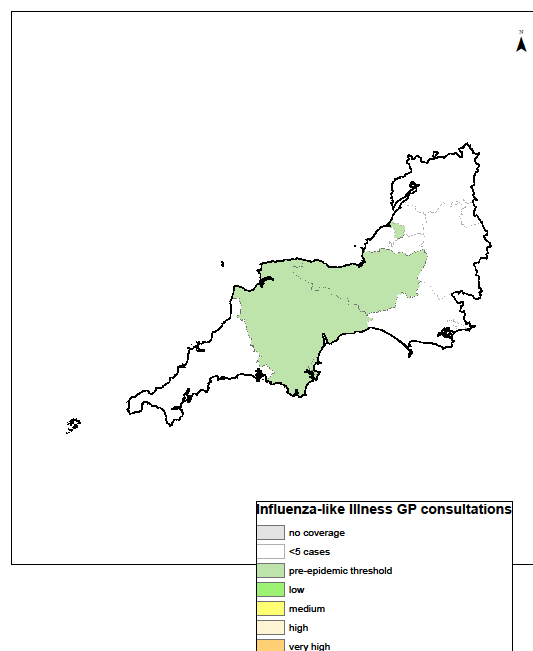 N
Influenza-like Illness GP consultations
no coverage
<5 cases
pre-epidemic threshold
low
medium
high
very high